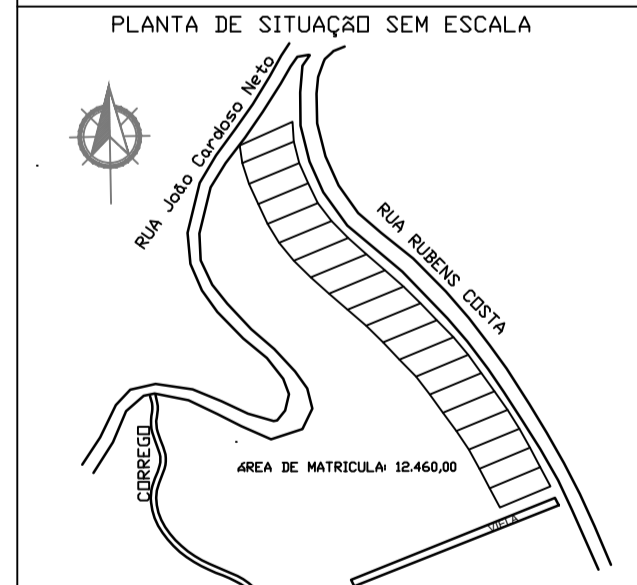 PLANTA DE SITUAÇÃO SEM ESCALA
RUA João Cardoso Neto
RUA RUBENS COSTA
CORREGO
AREA DE MATRICULA: 12.460,00
VIELA